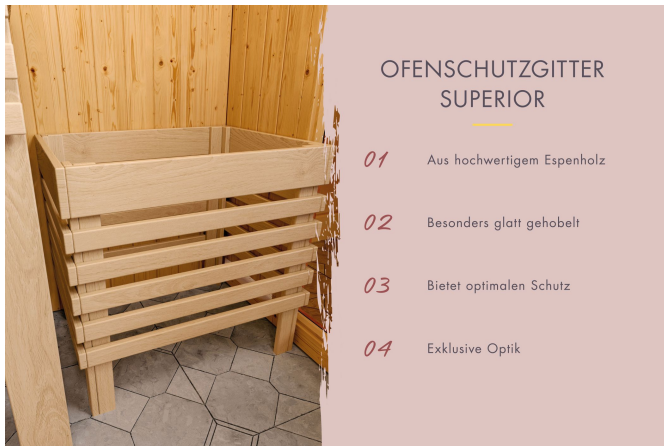 OFENSCHUTZGITTER
SUPERIOR
01 Aus hochwertigem Espenholz
02 Besonders glatt gehobelt
03 Bietet optimalen Schutz
04 Exklusive Optik